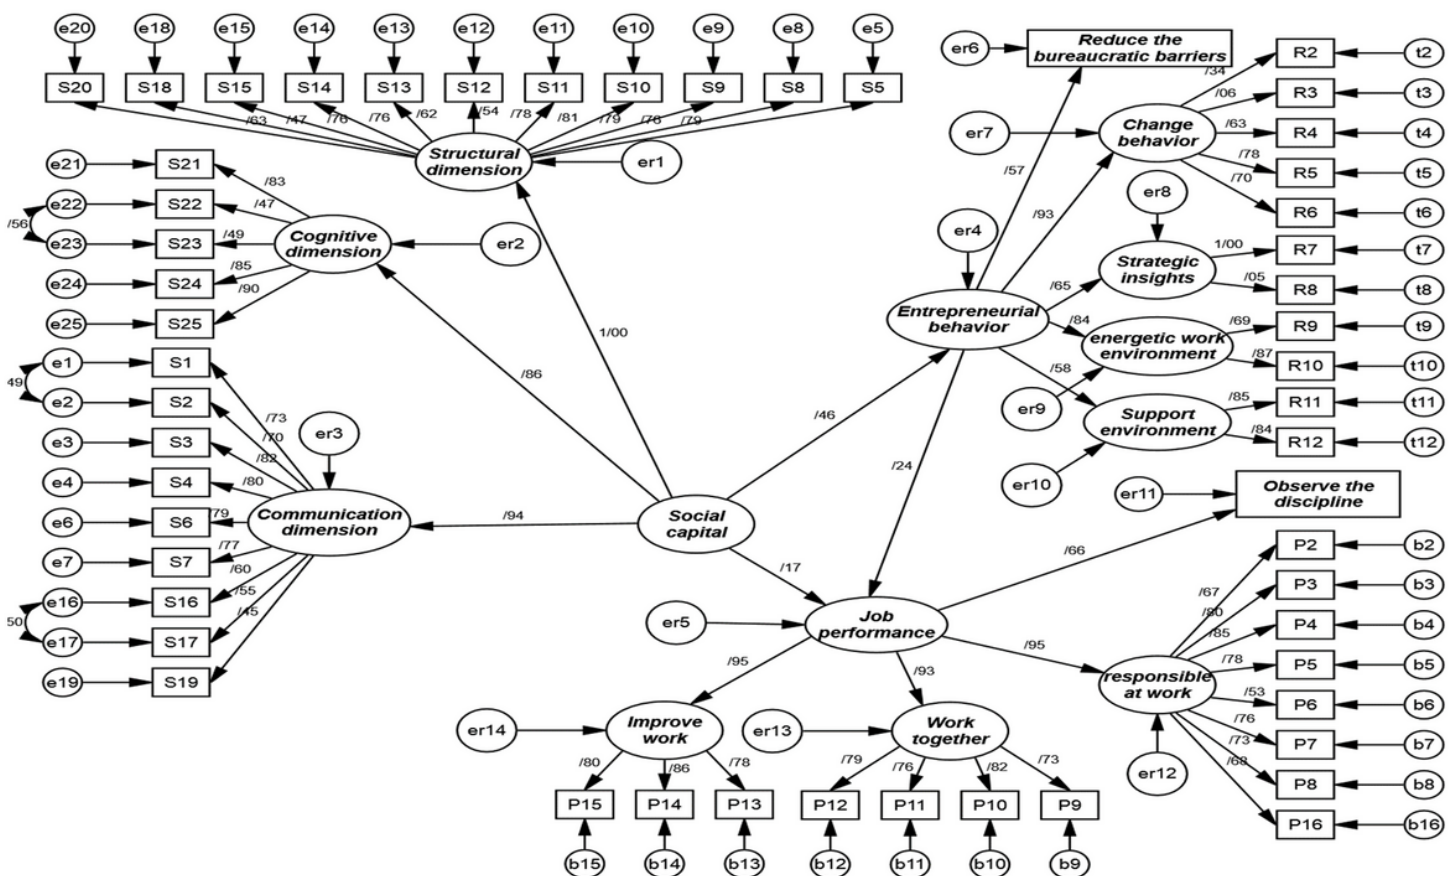 e20 e18 e15 e14 e13 e12 e11 e10 e9 e8 e5
S20 S18 S15 S14 S13 S12 S11 S10 S9 S8 S5
/63 /47 /76 /76 /62 /54 /78 /81 /79 /76 /79
Structural
dimension
er1
e21 S21 /83
e22 S22 /47
/56
e23 S23 /49
e24 S24 /85
e25 S25 /90
Cognitive
dimension
er2
e1 S1 /73
49
e2 S2 /70
e3 S3 /82
e4 S4 /80
e6 S6 /79
e7 S7 /77
e16 S16 /60
50
e17 S17 /55
e19 S19 /45
er3
Communication
dimension
/94
/86
1/00
Social
capital
/46
/17
er4
Entrepreneurial
behavior
/57
/93
/65
/84
/58
/24
er6
Reduce the
bureaucratic barriers
er7
Change
behavior
/34 R2 t2
/06 R3 t3
/63 R4 t4
/78 R5 t5
/70 R6 t6
er8
Strategic
insights
1/00 R7 t7
/05 R8 t8
energetic work
environment
er9
/69 R9 t9
/87 R10 t10
Support
environment
er10
/85 R11 t11
/84 R12 t12
er11
Observe the
discipline
/66
er5
Job
performance
/95
/93
/95
responsible
at work
er12
/67 P2 b2
/80 P3 b3
/85 P4 b4
/78 P5 b5
/53 P6 b6
/76 P7 b7
/73 P8 b8
/68 P16 b16
er14
Improve
work
/80 /86 /78
P15 P14 P13
b15 b14 b13
er13
Work
together
/79 /76 /82 /73
P12 P11 P10 P9
b12 b11 b10 b9